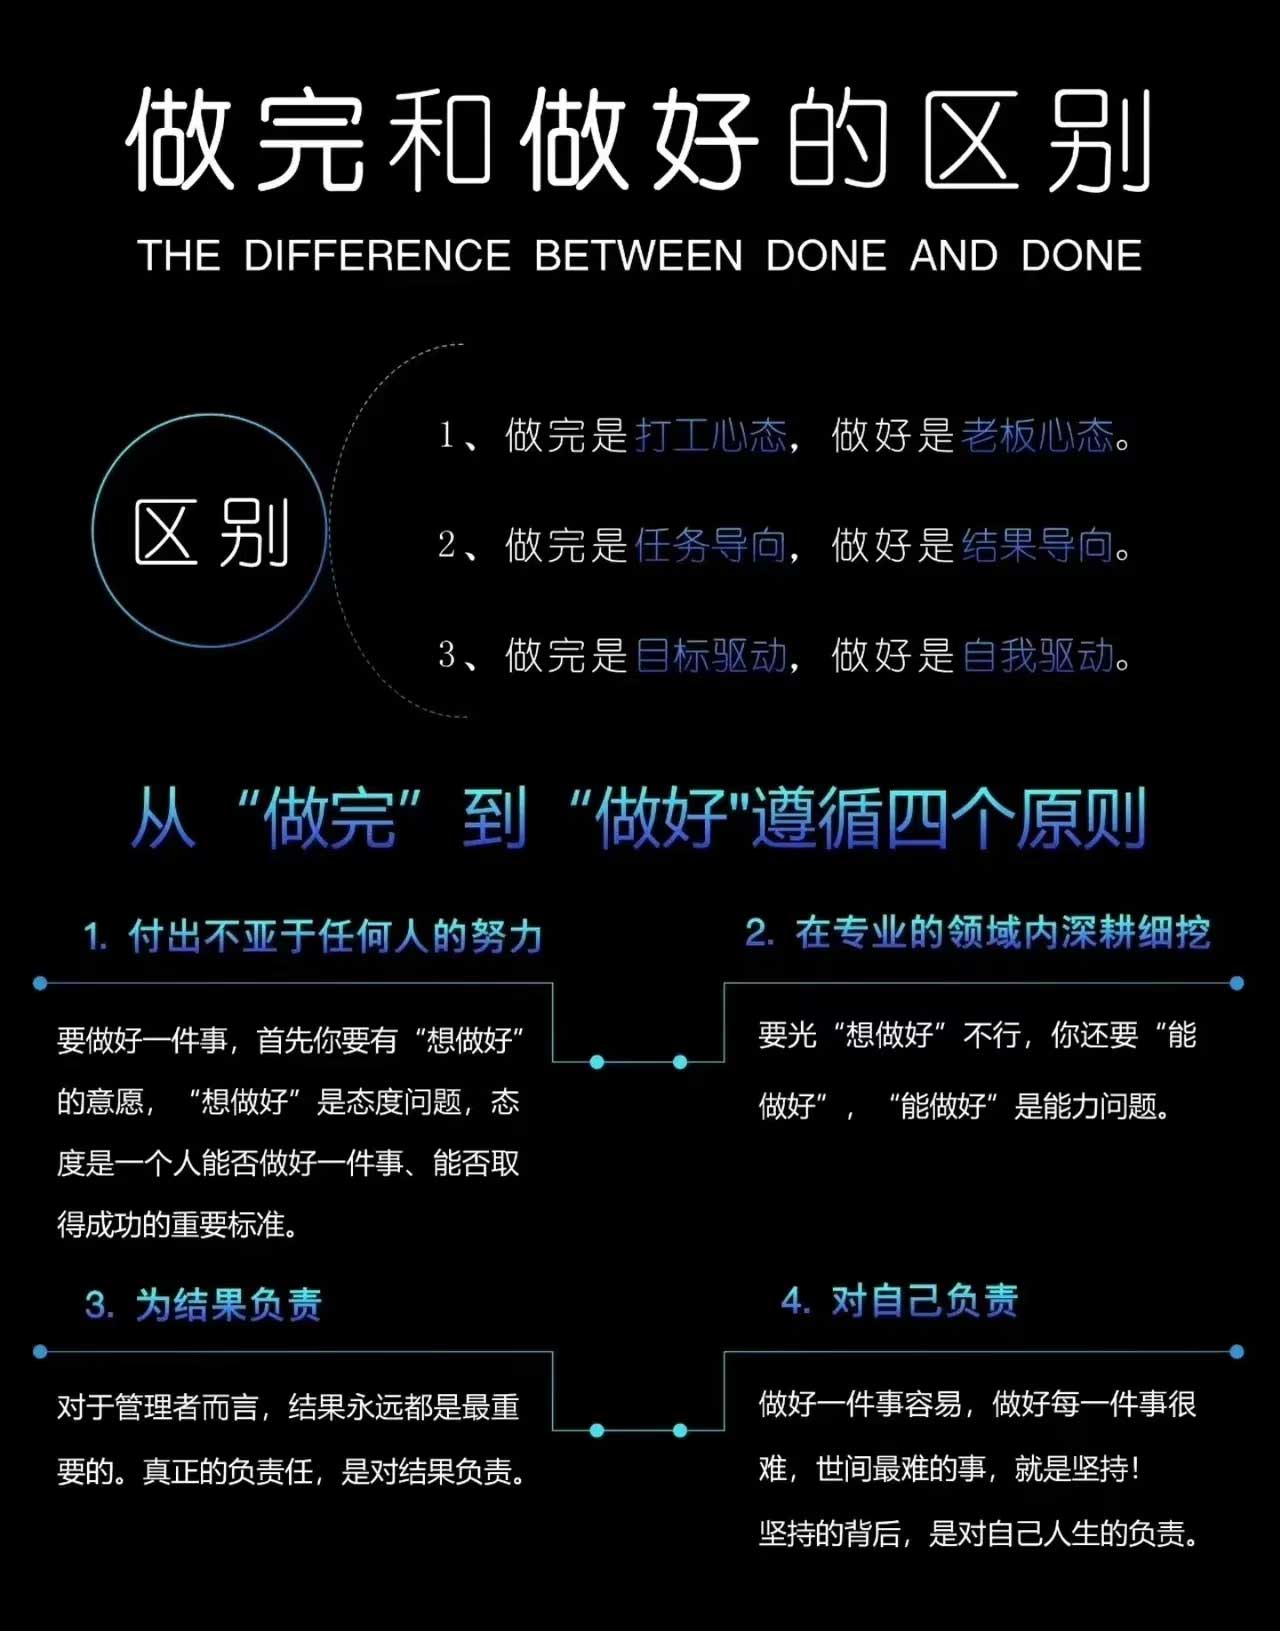 做完和做好的区别
THE DIFFERENCE BETWEEN DONE AND DONE
区别
1、做完是打工心态，做好是老板心态。
2、做完是任务导向，做好是结果导向。
3、做完是目标驱动，做好是自我驱动。
从“做完”到“做好"遵循四个原则
1. 付出不亚于任何人的努力
要做好一件事，首先你要有“想做好”
的意愿，“想做好”是态度问题，态
度是一个人能否做好一件事、能否取
得成功的重要标准。
2. 在专业的领域内深耕细挖
要光“想做好”不行，你还要“能
做好”，“能做好”是能力问题。
3. 为结果负责
对于管理者而言，结果永远都是最重
要的。真正的负责任，是对结果负责。
4. 对自己负责
做好一件事容易，做好每一件事很
难，世间最难的事，就是坚持！
坚持的背后，是对自己人生的负责。